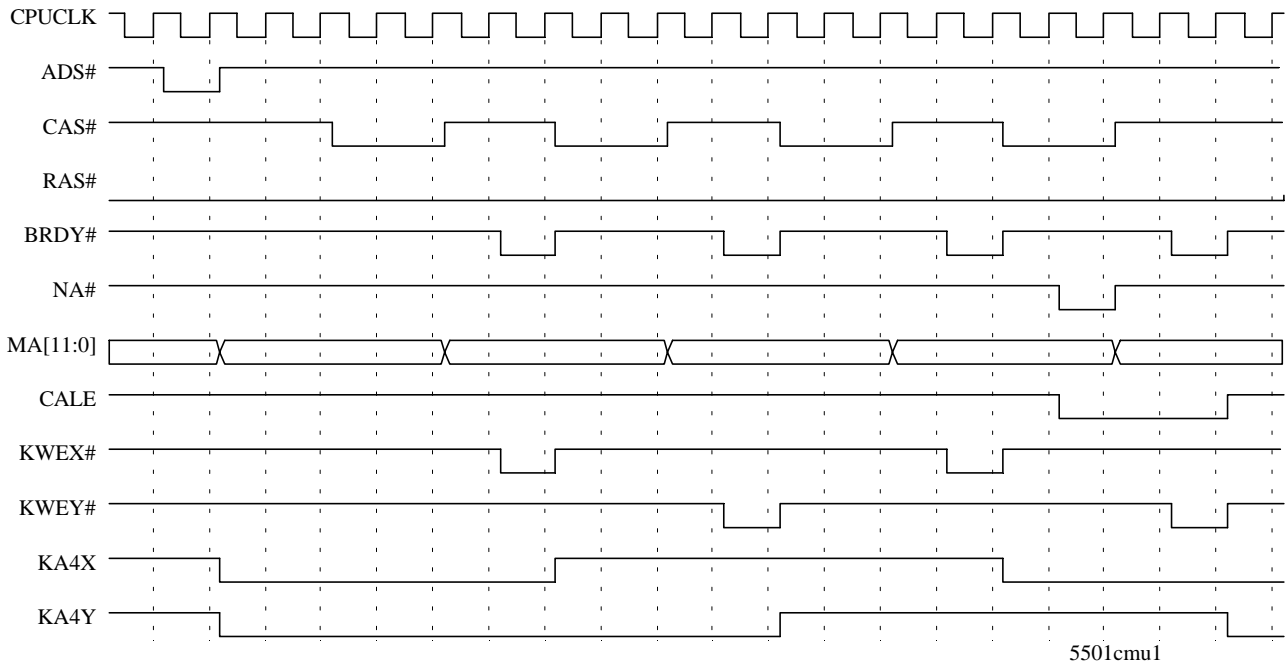 CPUCLK
ADS#
CAS#
RAS#
BRDY#
NA#
MA[11:0]
CALE
KWEX#
KWEY#
KA4X
KA4Y
5501cmu1